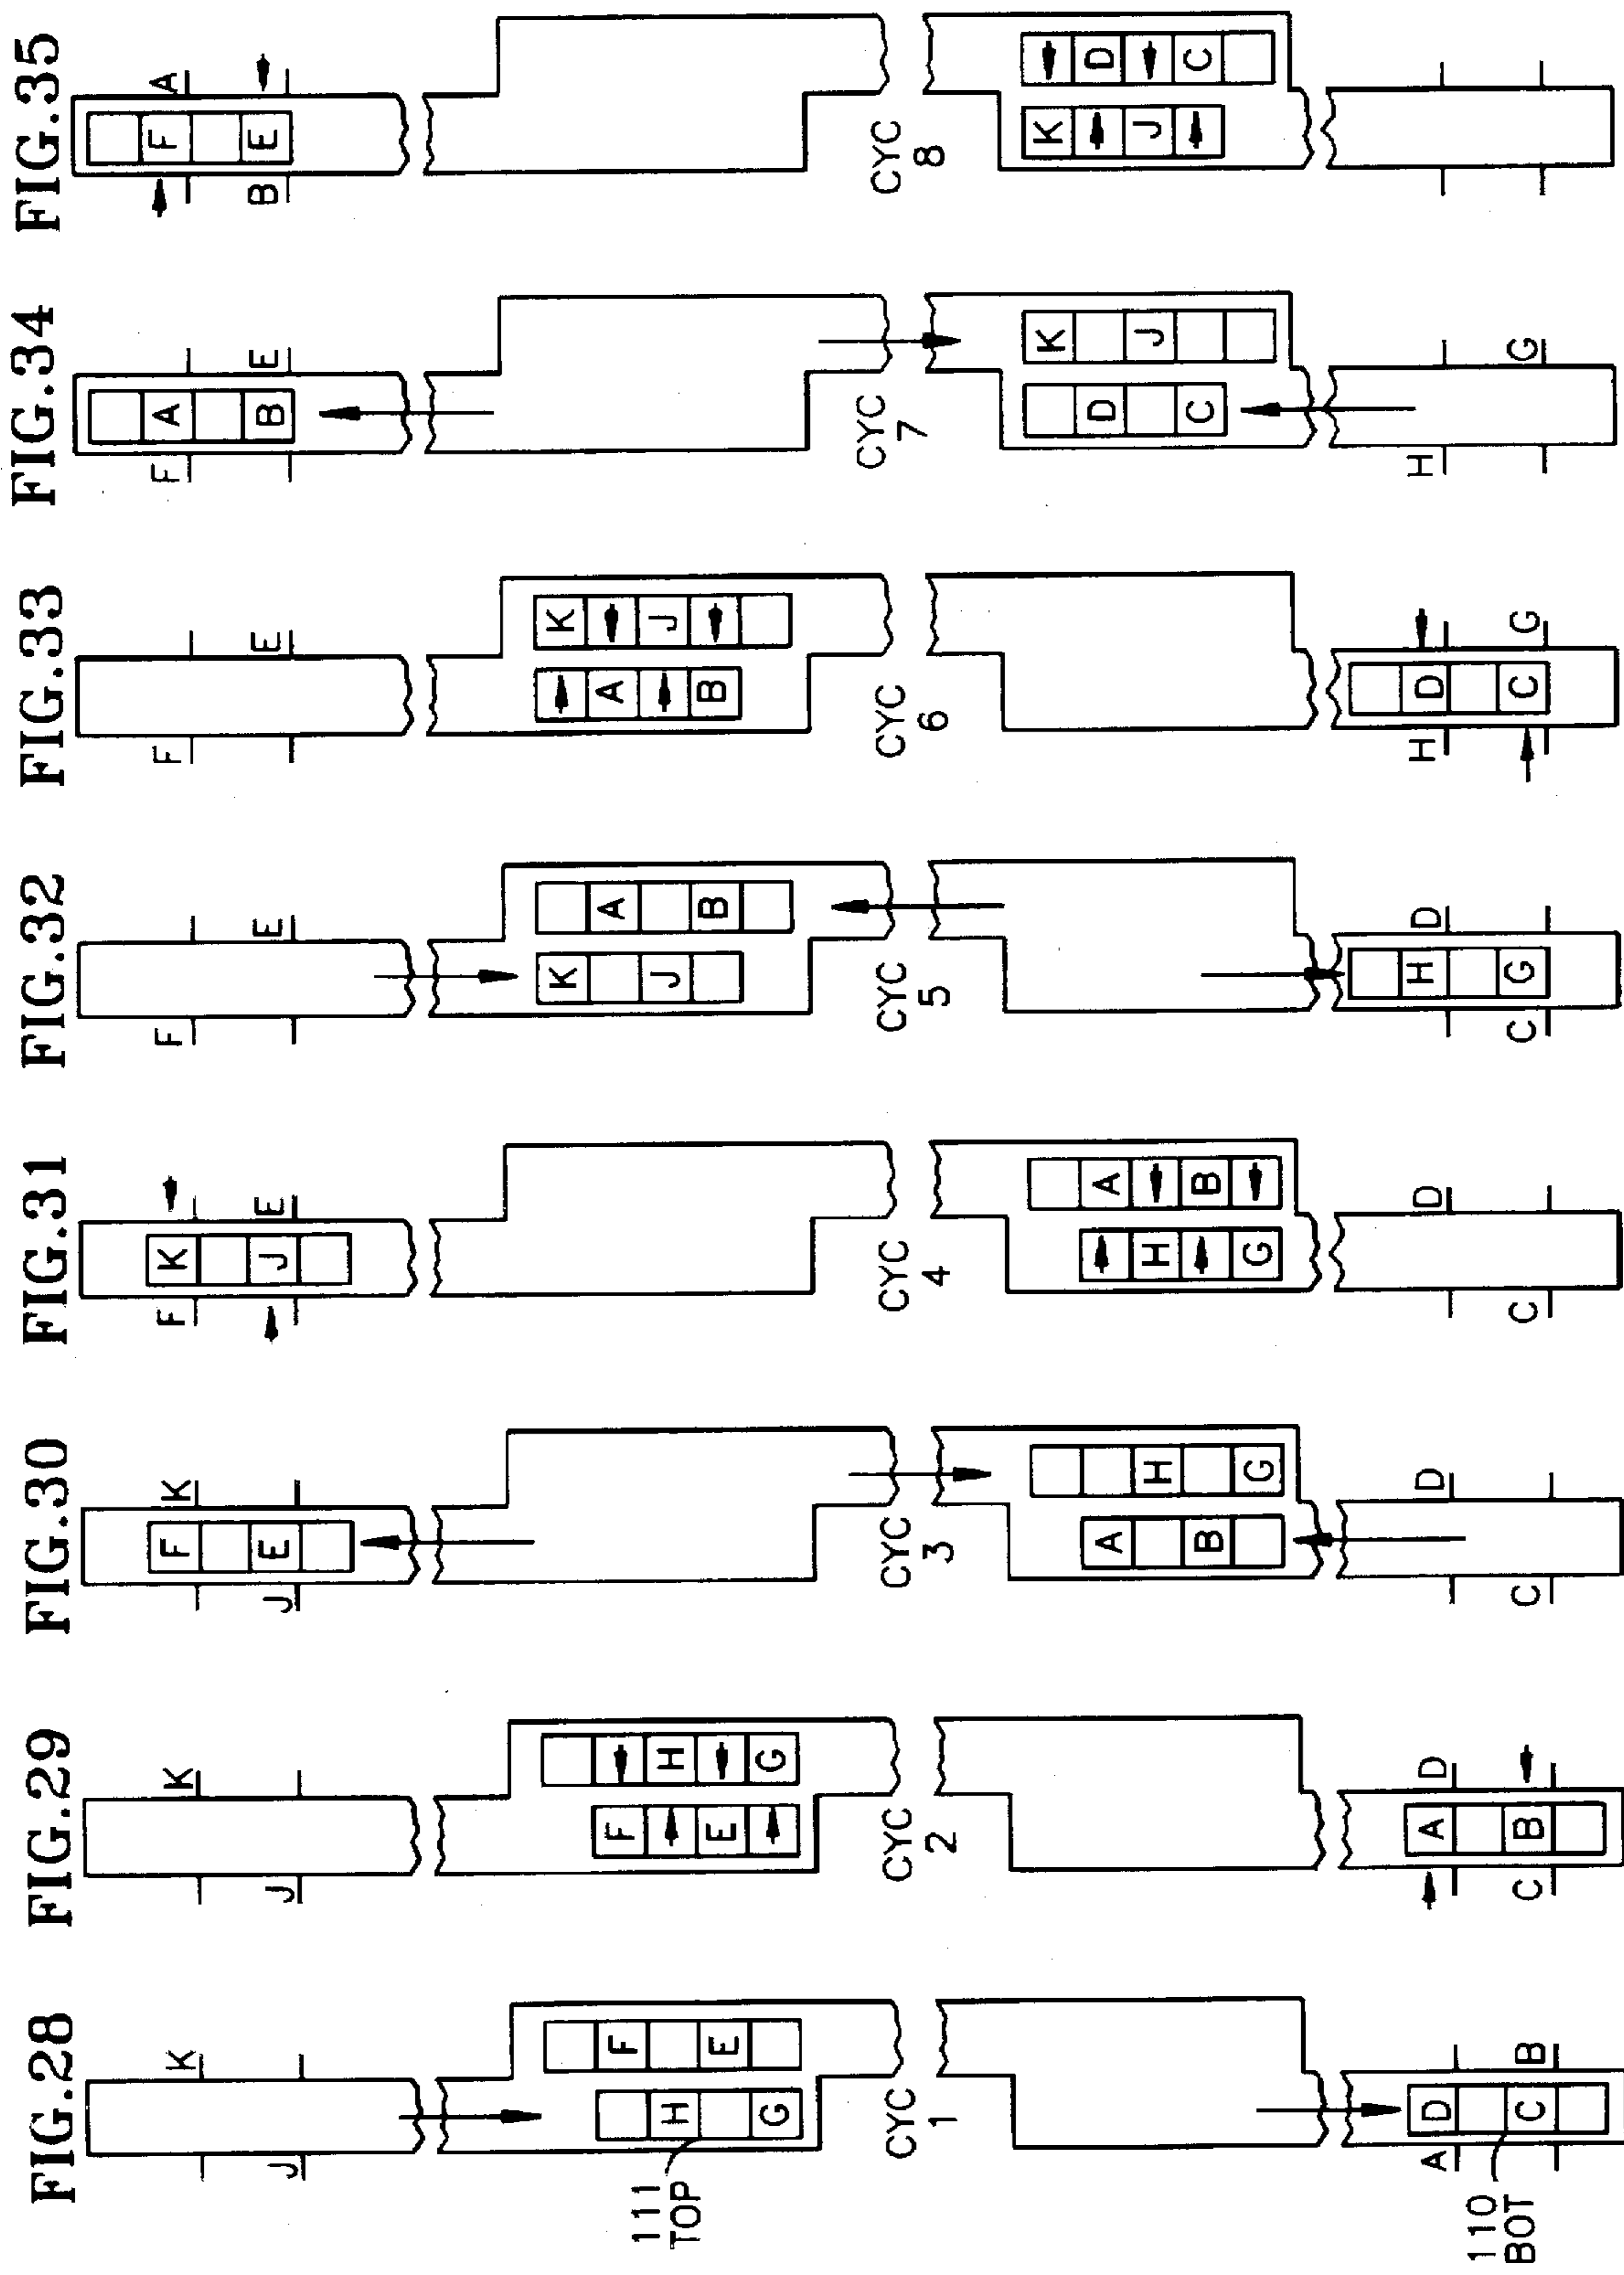 FIG.28
K
J
F
H
111
TOP
E
G
CYC
1
A D
C B
110
BOT
FIG.29
K
J
F
H
E
G
CYC
2
A D
C B
FIG.30
F K
J E
CYC
3
A
H
B
G
D
C
FIG.31
F K
J E
CYC
4
A
H
B
G
D
C
FIG.32
F
E
K
A
J
B
CYC
5
H D
C G
FIG.33
F
E
K K
A
J
B
CYC
6
H D
C G
FIG.34
F A
B E
CYC
7
K
D
J
C
H
G
FIG.35
F A
B E
CYC
8
K
D
J
C